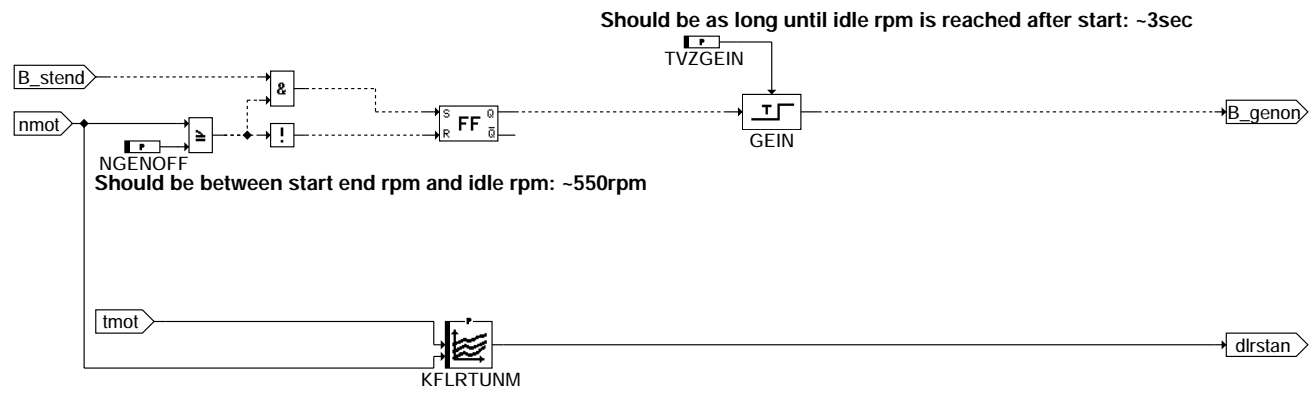 Should be as long until idle rpm is reached after start: ~3sec
P
TVZGEIN
B_stend
&
S Q
FF
R Q̅
T
GEIN
B_genon
nmot
≥
!
P
NGENOFF
Should be between start end rpm and idle rpm: ~550rpm
tmot
P
KFLRTUNM
dlrstan